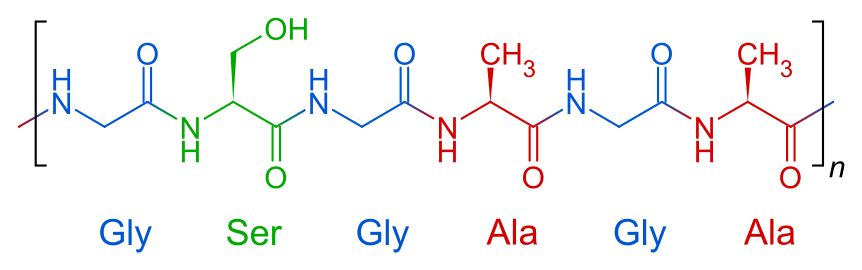 OH
O CH3 O CH3
H N H N H N
N H N H N H
O O O n
Gly Ser Gly Ala Gly Ala